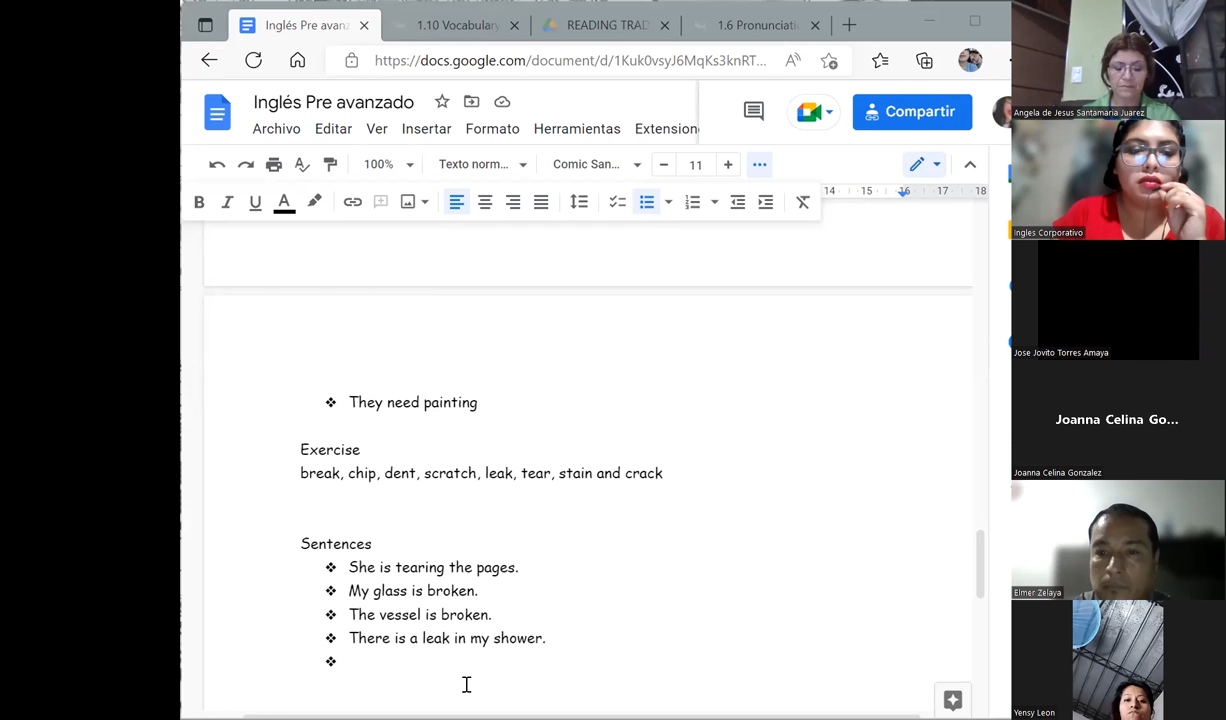 Inglés Pre avanz
1.10 Vocabulary
READING TRAD
1.6 Pronunciati
https://docs.google.com/document/d/1Kuk0vsyJ6MqKs3knRT...
Inglés Pre avanzado
Archivo Editar Ver Insertar Formato Herramientas Extension
Compartir
100% Texto norm... Comic San... 11
14 15 16 17 18
❖ They need painting
Exercise
break, chip, dent, scratch, leak, tear, stain and crack
Sentences
❖ She is tearing the pages.
❖ My glass is broken.
❖ The vessel is broken.
❖ There is a leak in my shower.
❖
Angela de Jesus Santamaria Juarez
Ingles Corporativo
Jose Jovito Torres Amaya
Joanna Celina Go...
Joanna Celina Gonzalez
Elmer Zelaya
Yensy Leon